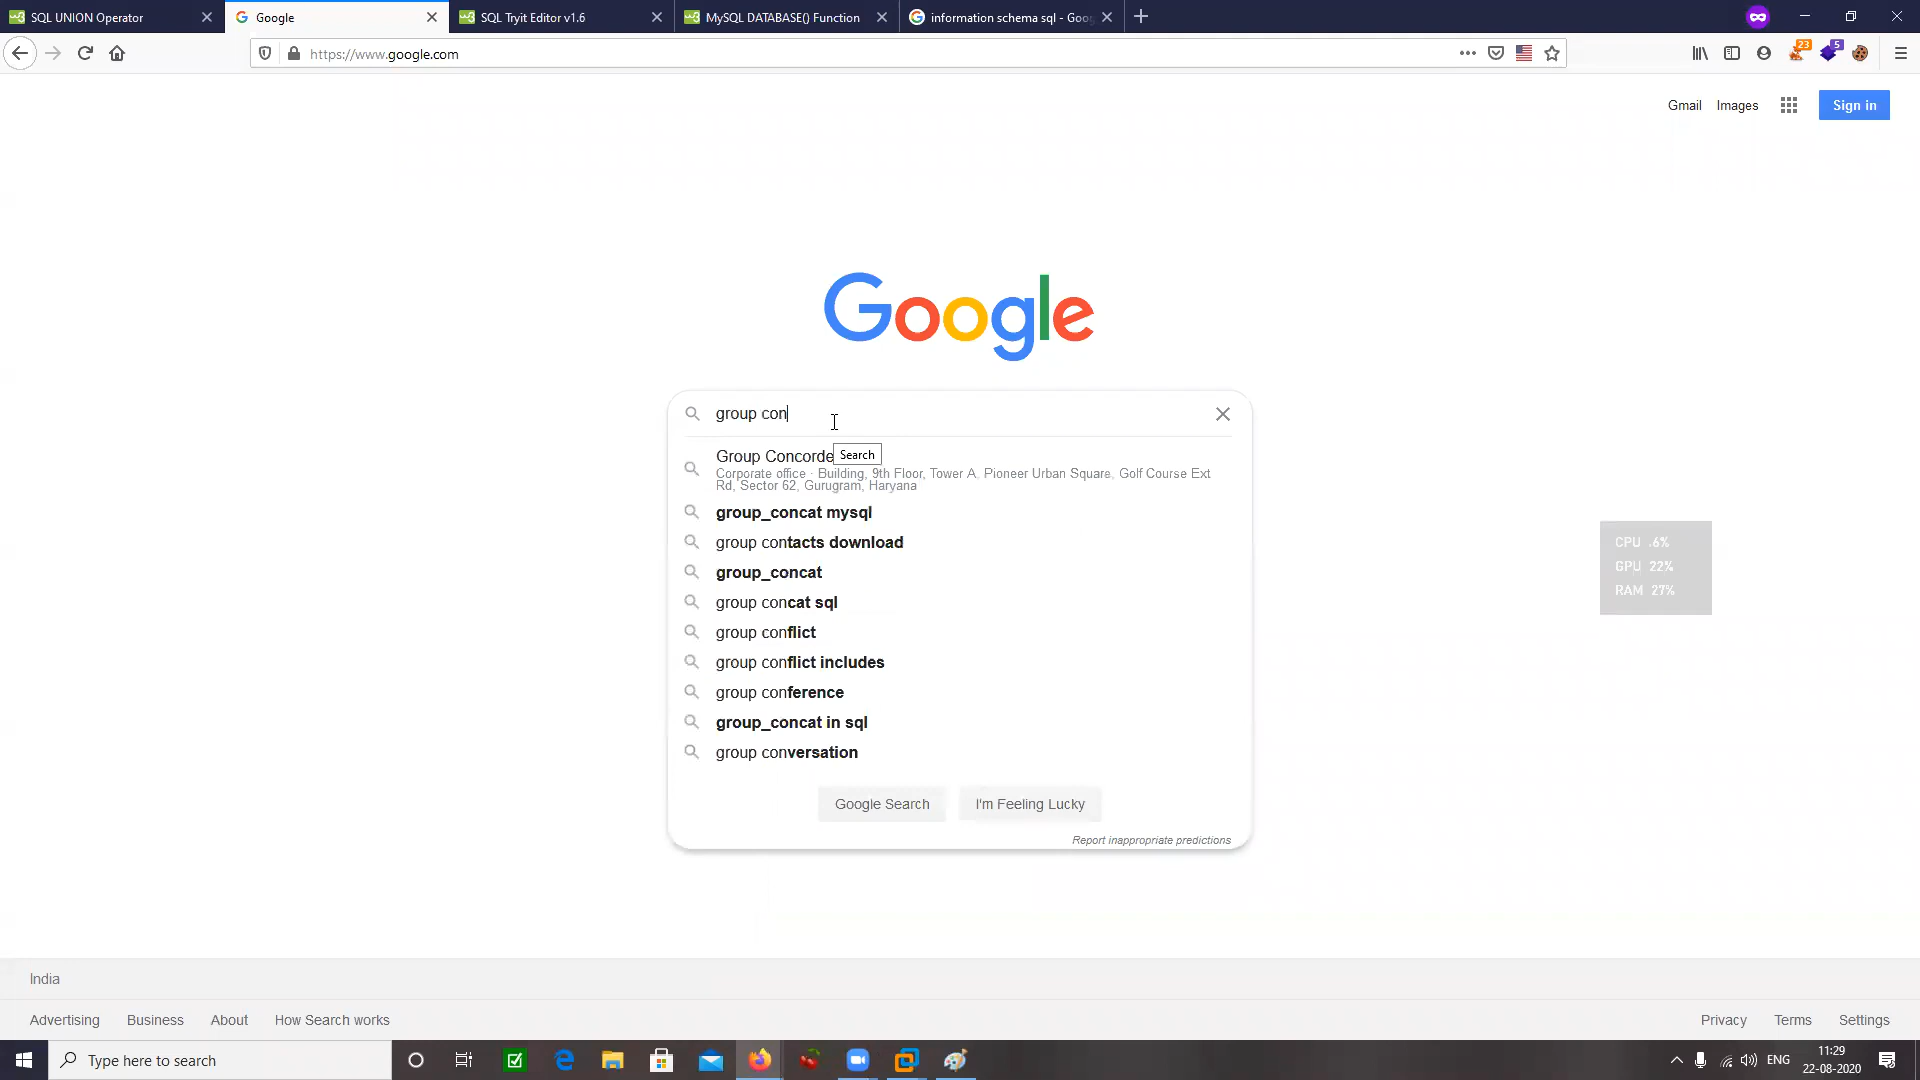 SQL UNION Operator
Google
SQL Tryit Editor v1.6
MySQL DATABASE() Function
information schema sql - Goo
https://www.google.com
23
5
Gmail
Images
Sign in
Google
group con
Search
Group Concorde
Corporate office - Building, 9th Floor, Tower A, Pioneer Urban Square, Golf Course Ext
Rd, Sector 62, Gurugram, Haryana
group_concat mysql
group contacts download
group_concat
group concat sql
group conflict
group conflict includes
group conference
group_concat in sql
group conversation
Google Search
I'm Feeling Lucky
Report inappropriate predictions
CPU .6%
GPU 22%
RAM 27%
India
Advertising
Business
About
How Search works
Privacy
Terms
Settings
Type here to search
ENG
11:29
22-08-2020